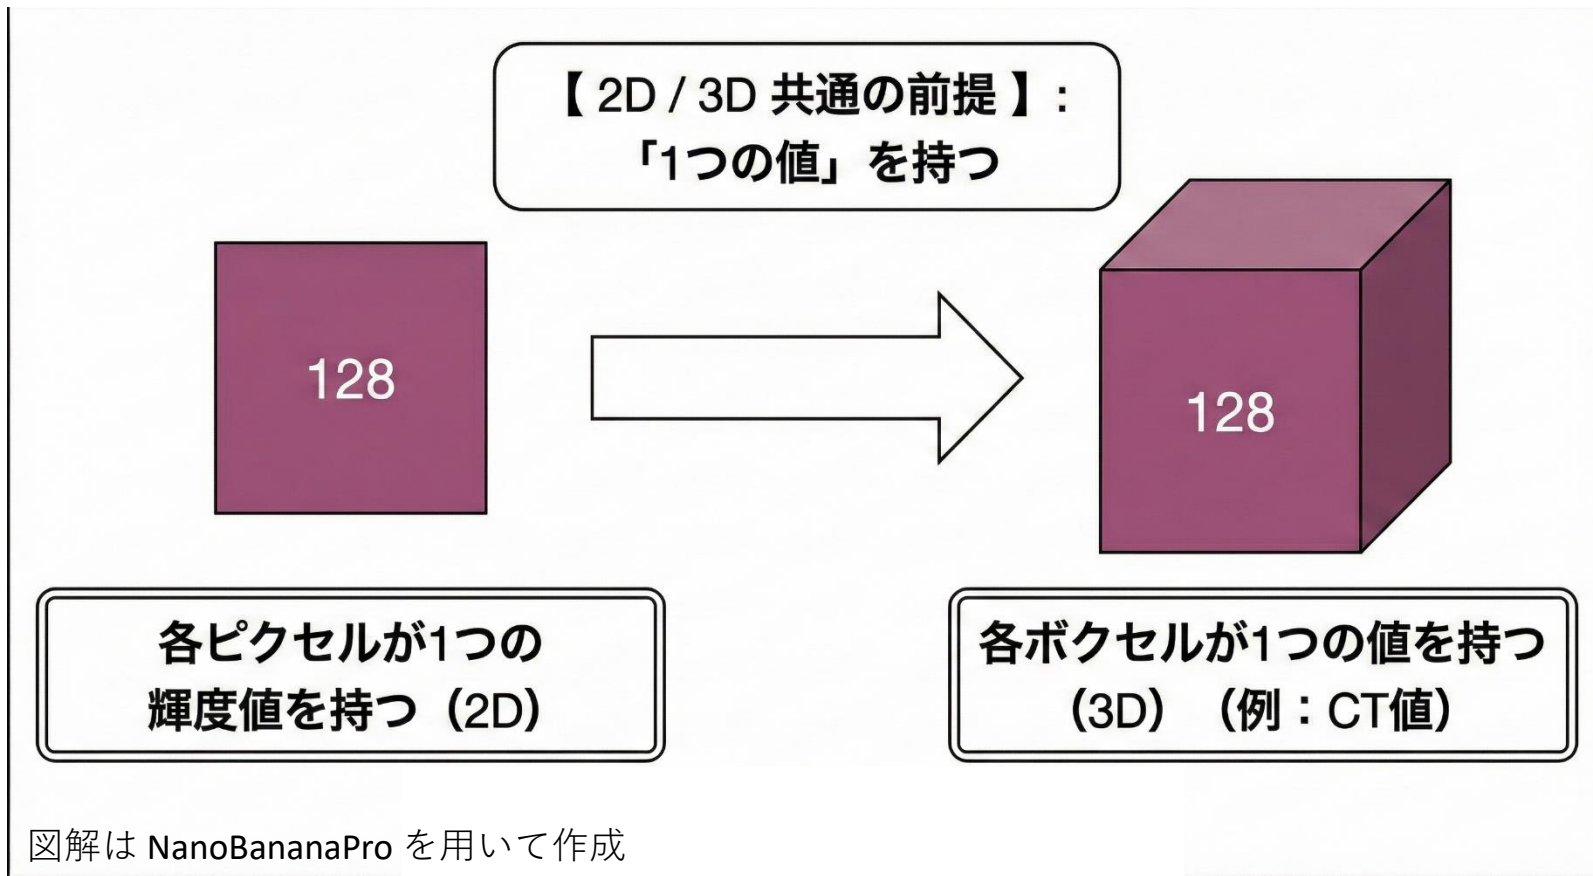 【 2D / 3D 共通の前提 】:
「1つの値」を持つ
128
128
各ピクセルが1つの
輝度値を持つ（2D）
各ボクセルが1つの値を持つ
（3D）（例：CT値）
図解は NanoBananaPro を用いて作成